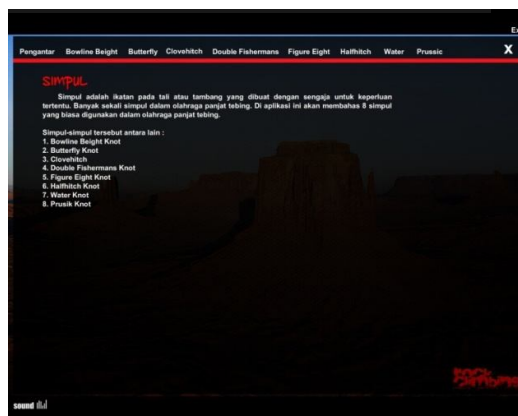 Pengantar Bowline Beight Butterfly Clovehitch Double Fishermans Figure Eight Halfhitch Water Prussic X
SIMPUL
Simpul adalah ikatan pada tali atau tambang yang dibuat dengan sengaja untuk keperluan
tertentu. Banyak sekali simpul dalam olahraga panjat tebing. Di aplikasi ini akan membahas 8 simpul
yang biasa digunakan dalam olahraga panjat tebing.
Simpul-simpul tersebut antara lain :
1. Bowline Beight Knot
2. Butterfly Knot
3. Clovehitch
4. Double Fishermans Knot
5. Figure Eight Knot
6. Halfhitch Knot
7. Water Knot
8. Prusik Knot
sound